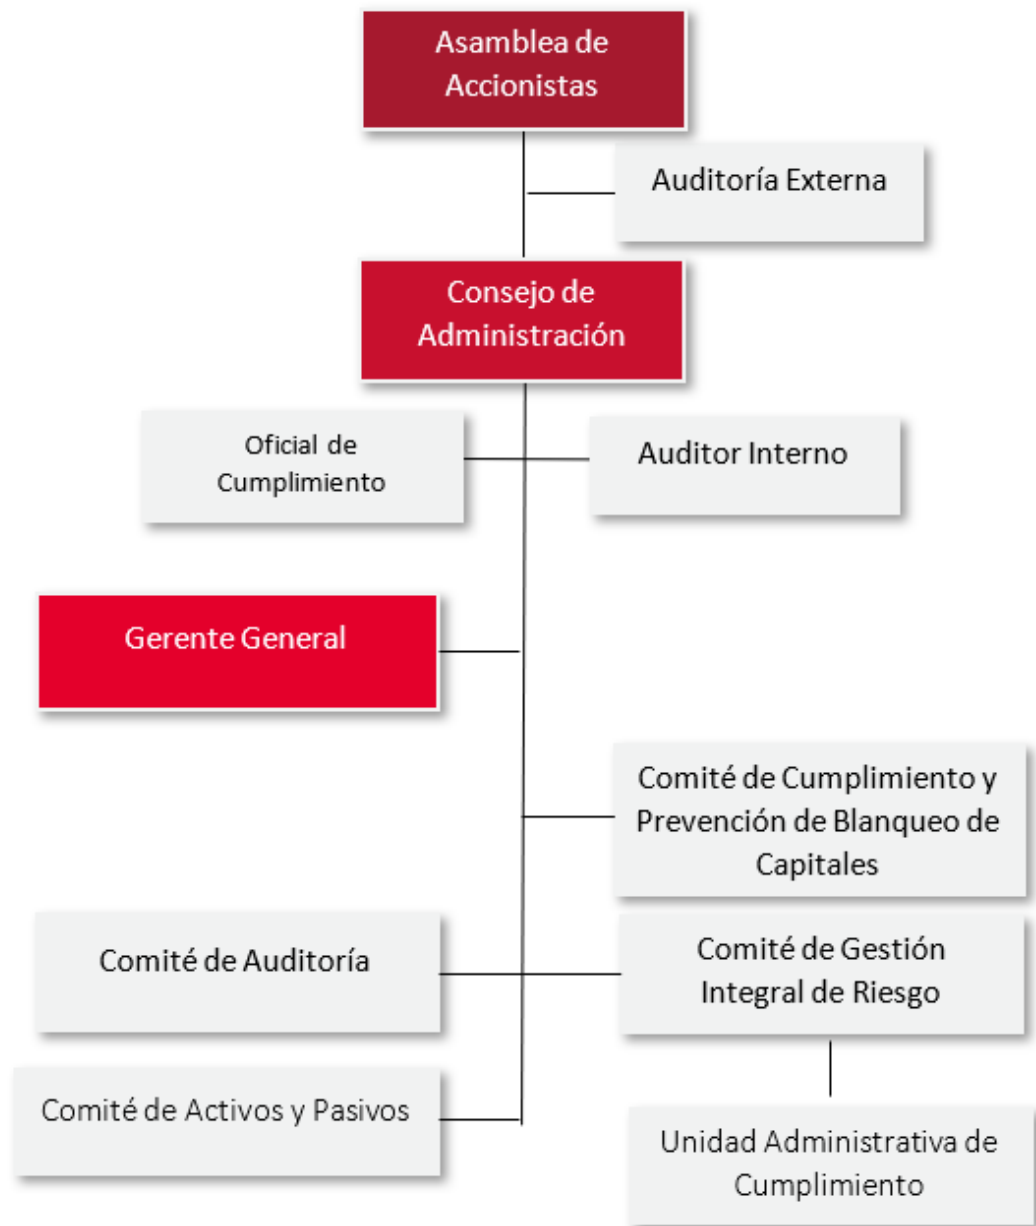 Asamblea de
Accionistas
Auditoría Externa
Consejo de
Administración
Oficial de
Cumplimiento
Auditor Interno
Gerente General
Comité de Cumplimiento y
Prevención de Blanqueo de
Capitales
Comité de Auditoría
Comité de Gestión
Integral de Riesgo
Comité de Activos y Pasivos
Unidad Administrativa de
Cumplimiento